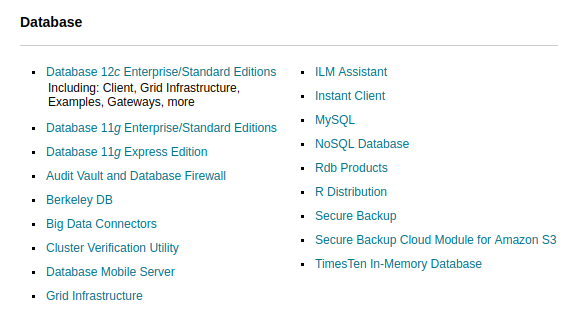 Database
Database 12c Enterprise/Standard Editions
Including: Client, Grid Infrastructure,
Examples, Gateways, more
Database 11g Enterprise/Standard Editions
Database 11g Express Edition
Audit Vault and Database Firewall
Berkeley DB
Big Data Connectors
Cluster Verification Utility
Database Mobile Server
Grid Infrastructure
ILM Assistant
Instant Client
MySQL
NoSQL Database
Rdb Products
R Distribution
Secure Backup
Secure Backup Cloud Module for Amazon S3
TimesTen In-Memory Database